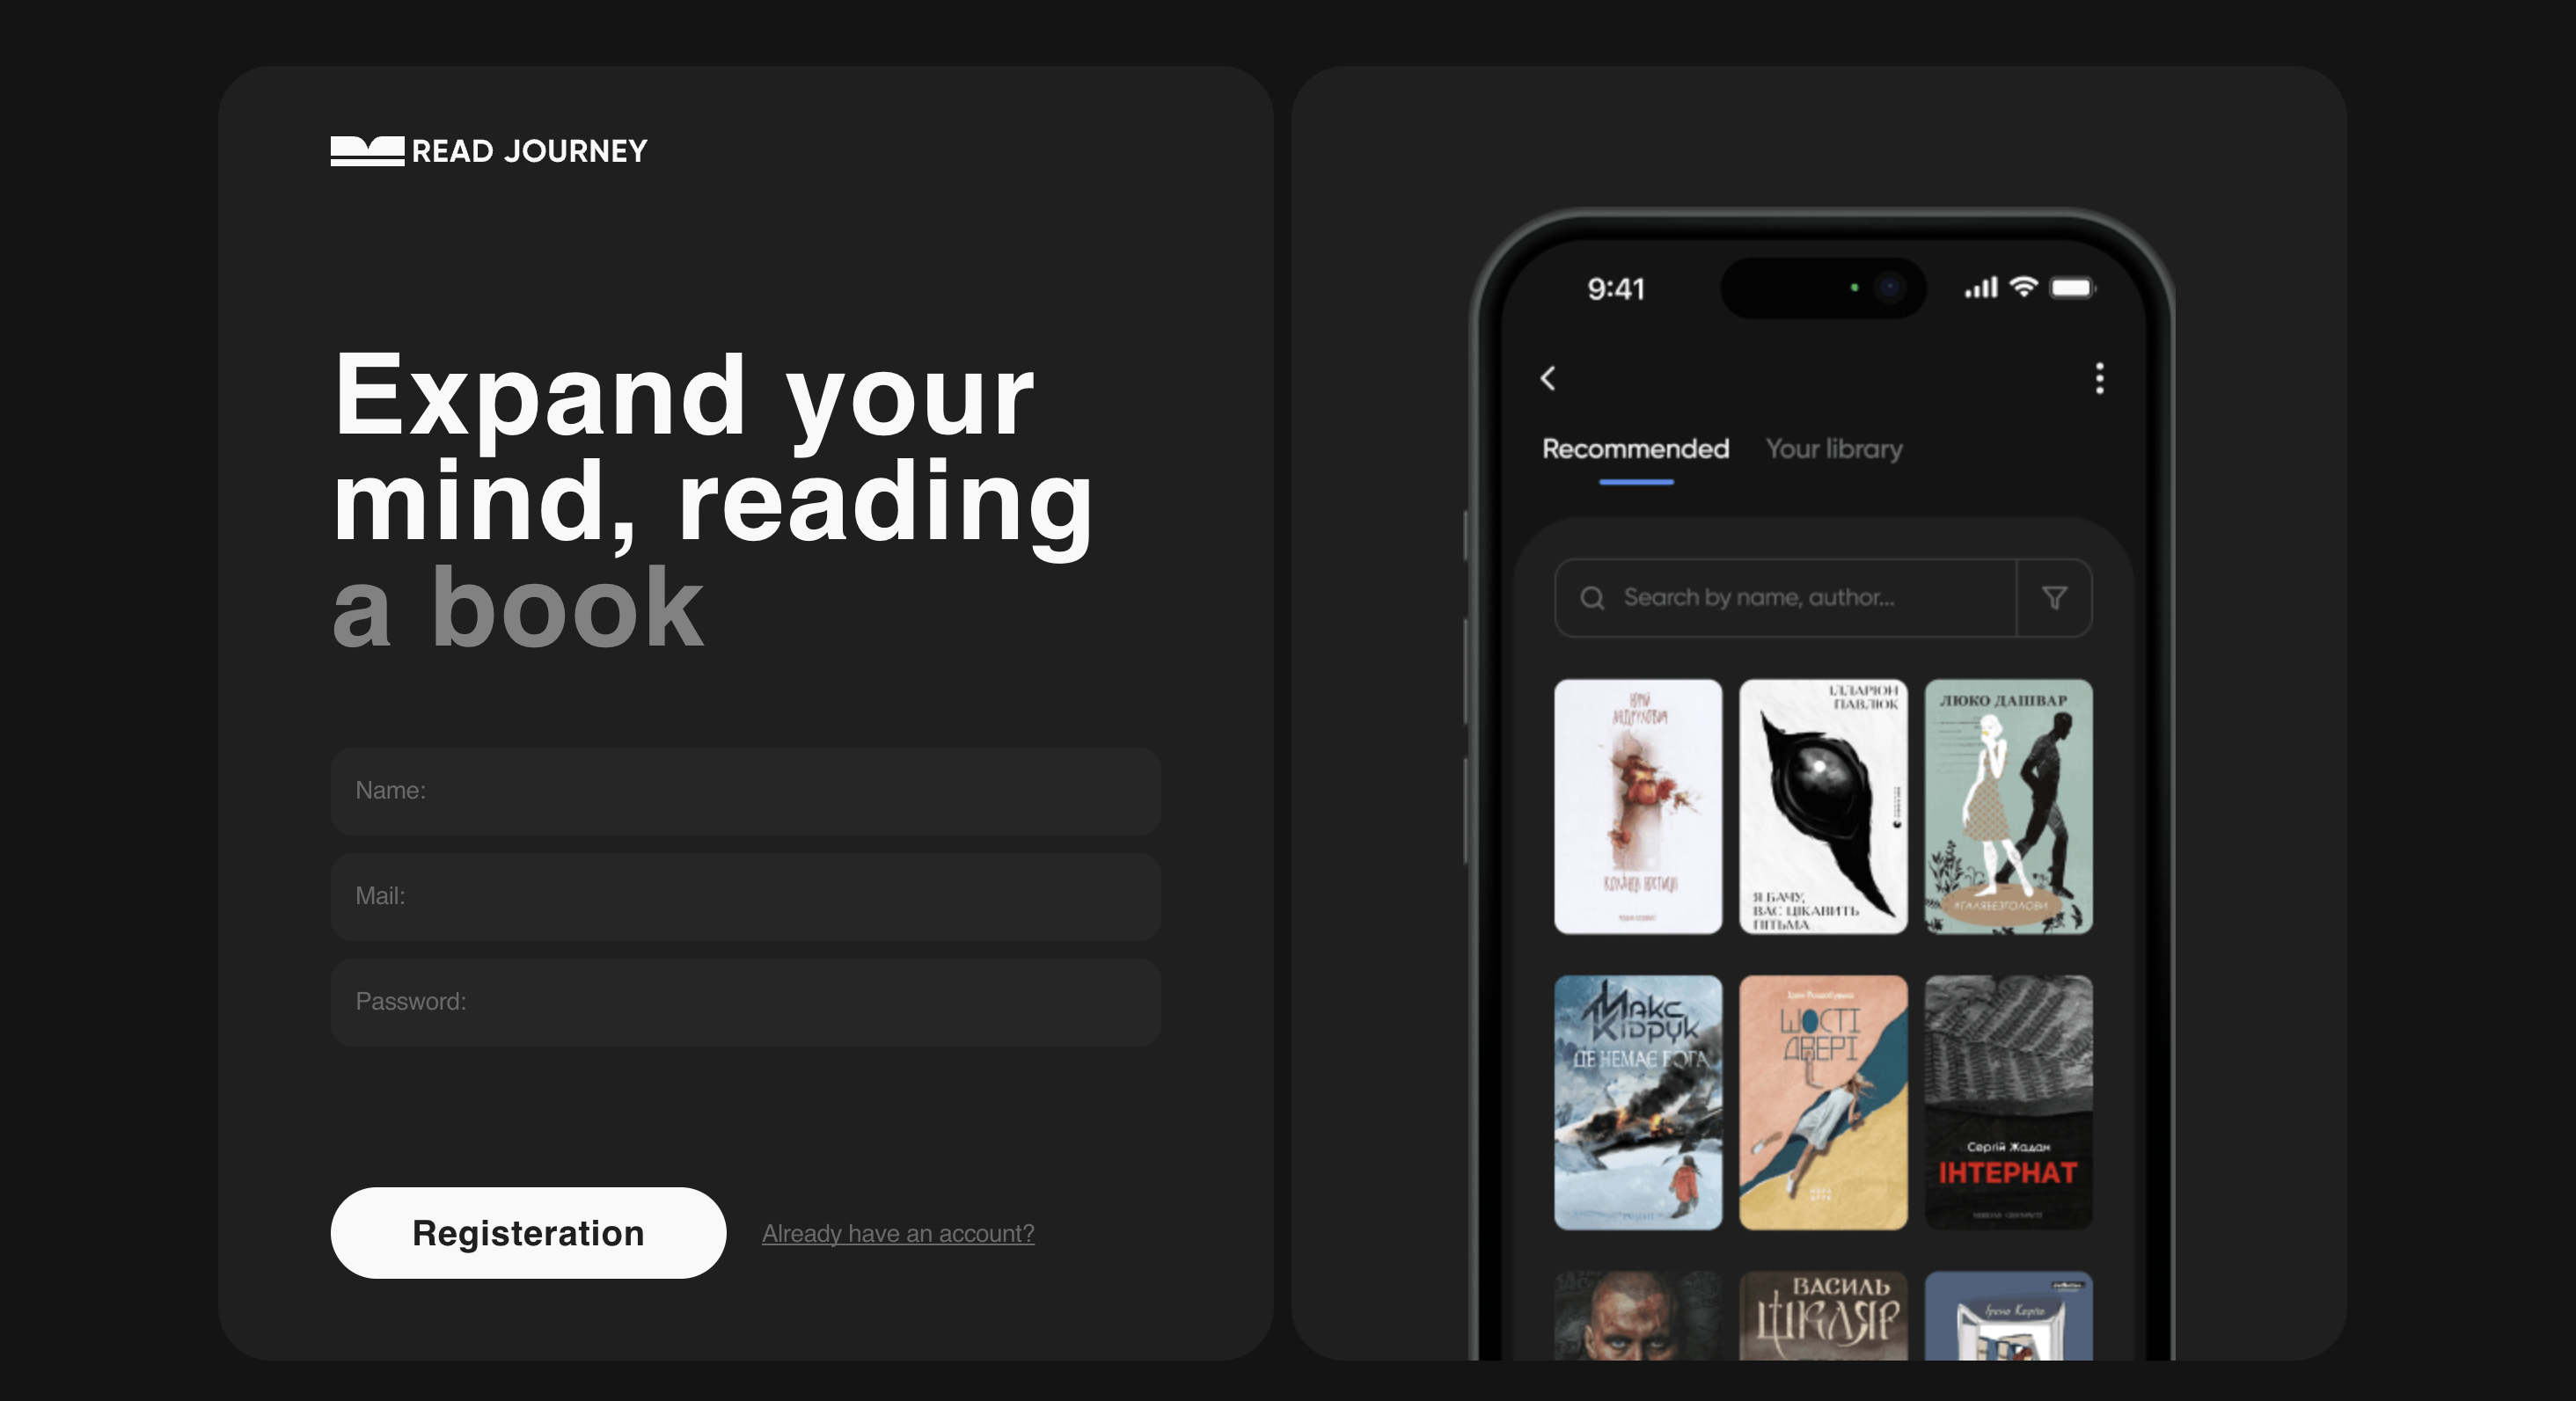 READ JOURNEY
Expand your
mind, reading
a book
Name:
Mail:
Password:
Registeration
Already have an account?
9:41
Recommended
Your library
Search by name, author...
ЮРІЙ
АНДРУХОВИЧ
КОХАНЦІ ЮСТИЦІЇ
ІЛЛАРІОН
ПАВЛЮК
Я БАЧУ,
ВАС ЦІКАВИТЬ
ПІТЬМА
ЛЮКО ДАШВАР
#ГАЛЯБЕЗГОЛОВИ
Макс
Кідрук
ДЕ НЕМАЄ БОГА
ШОСТІ
ДВЕРІ
Сергій Жадан
ІНТЕРНАТ
ВАСИЛЬ
ШКЛЯР
Ірена Карпа